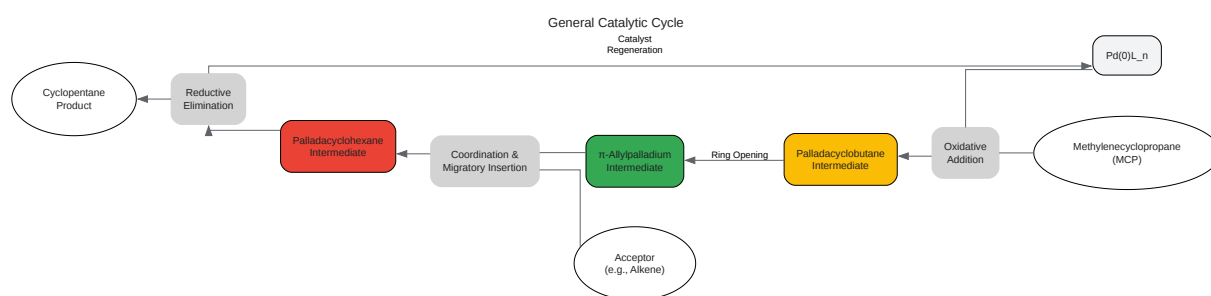 General Catalytic Cycle
Catalyst
Regeneration
Pd(0)L_n
Cyclopentane
Product
Reductive
Elimination
Palladacyclohexane
Intermediate
Coordination &
Migratory Insertion
π-Allylpalladium
Intermediate
Ring Opening
Palladacyclobutane
Intermediate
Oxidative
Addition
Methylenecyclopropane
(MCP)
Acceptor
(e.g., Alkene)